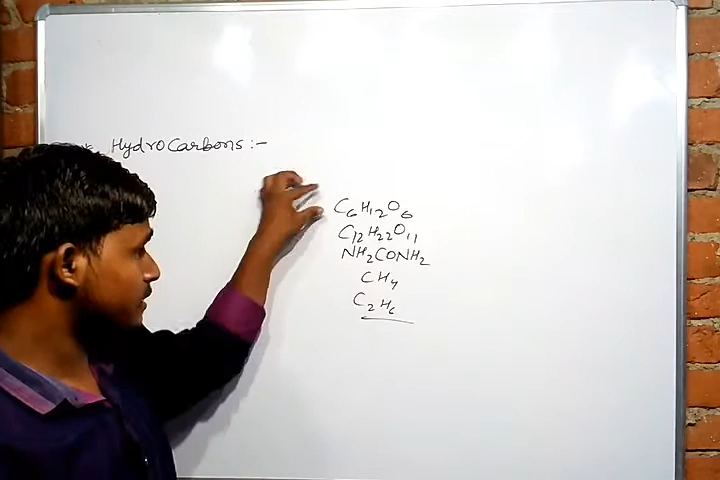 * HydroCarbons :-
C₆H₁₂O₆
C₁₂H₂₂O₁₁
NH₂CONH₂
CH₄
C₂H₆